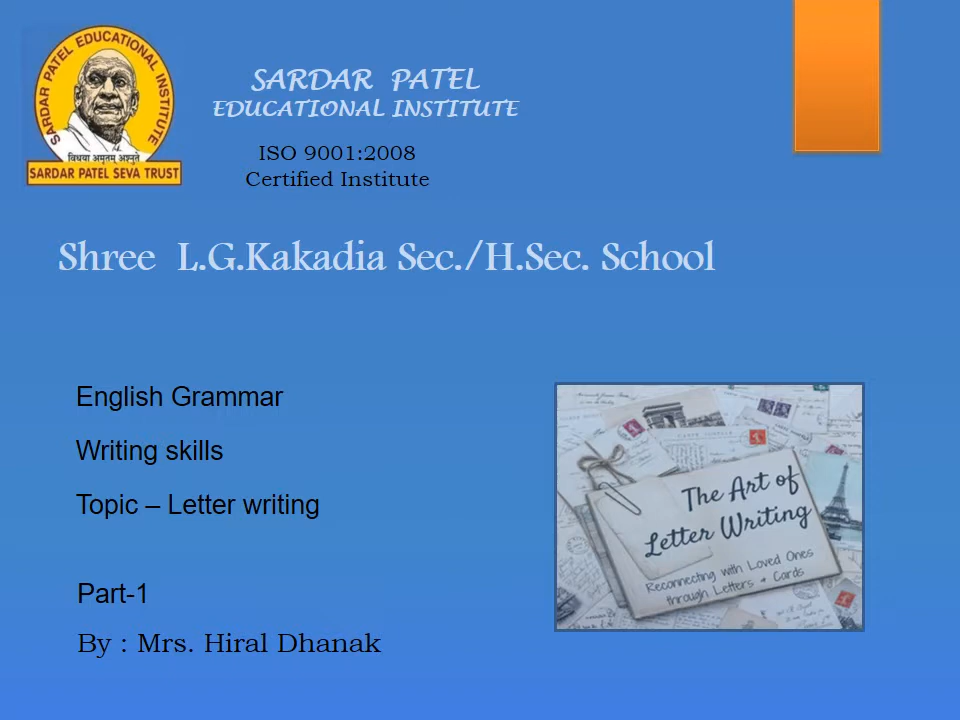 SARDAR PATEL EDUCATIONAL INSTITUTE
विधया अमृतम् अश्नुते
SARDAR PATEL SEVA TRUST
SARDAR PATEL
EDUCATIONAL INSTITUTE
ISO 9001:2008
Certified Institute
Shree L.G.Kakadia Sec./H.Sec. School
English Grammar
Writing skills
Topic – Letter writing
Part-1
By : Mrs. Hiral Dhanak
The Art of
Letter Writing
Reconnecting with Loved Ones
through Letters & Cards